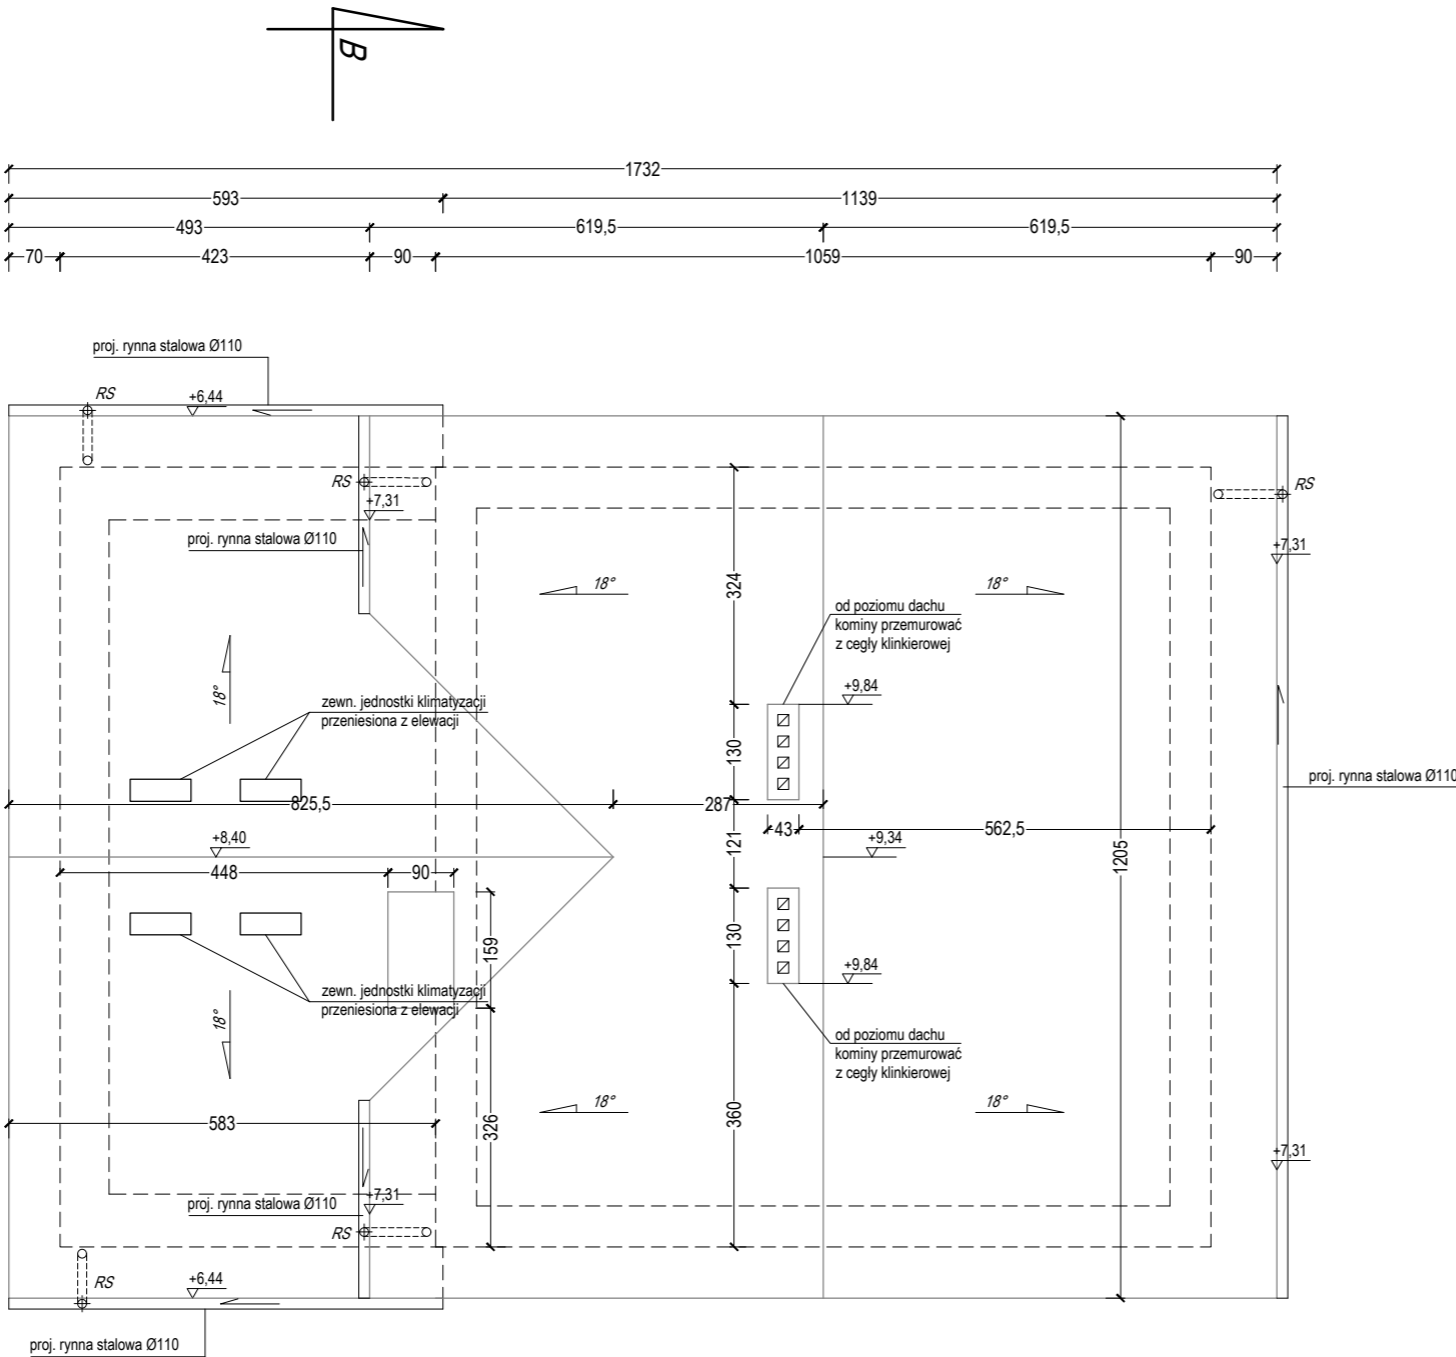 B
1732
593 1139
493 619,5 619,5
70 423 90 1059 90
proj. rynna stalowa Ø110
RS
+6,44
RS
+7,31
proj. rynna stalowa Ø110
RS
+7,31
18°
18°
324
od poziomu dachu
kominy przemurować
z cegły klinkierowej
18°
zewn. jednostki klimatyzacji
przeniesiona z elewacji
+9,84
130
proj. rynna stalowa Ø110
825,5
287
43
562,5
121
+8,40
+9,34
1205
448
90
159
130
zewn. jednostki klimatyzacji
przeniesiona z elewacji
+9,84
18°
od poziomu dachu
kominy przemurować
z cegły klinkierowej
583
326
360
18°
18°
+7,31
proj. rynna stalowa Ø110
+7,31
RS
RS
+6,44
proj. rynna stalowa Ø110